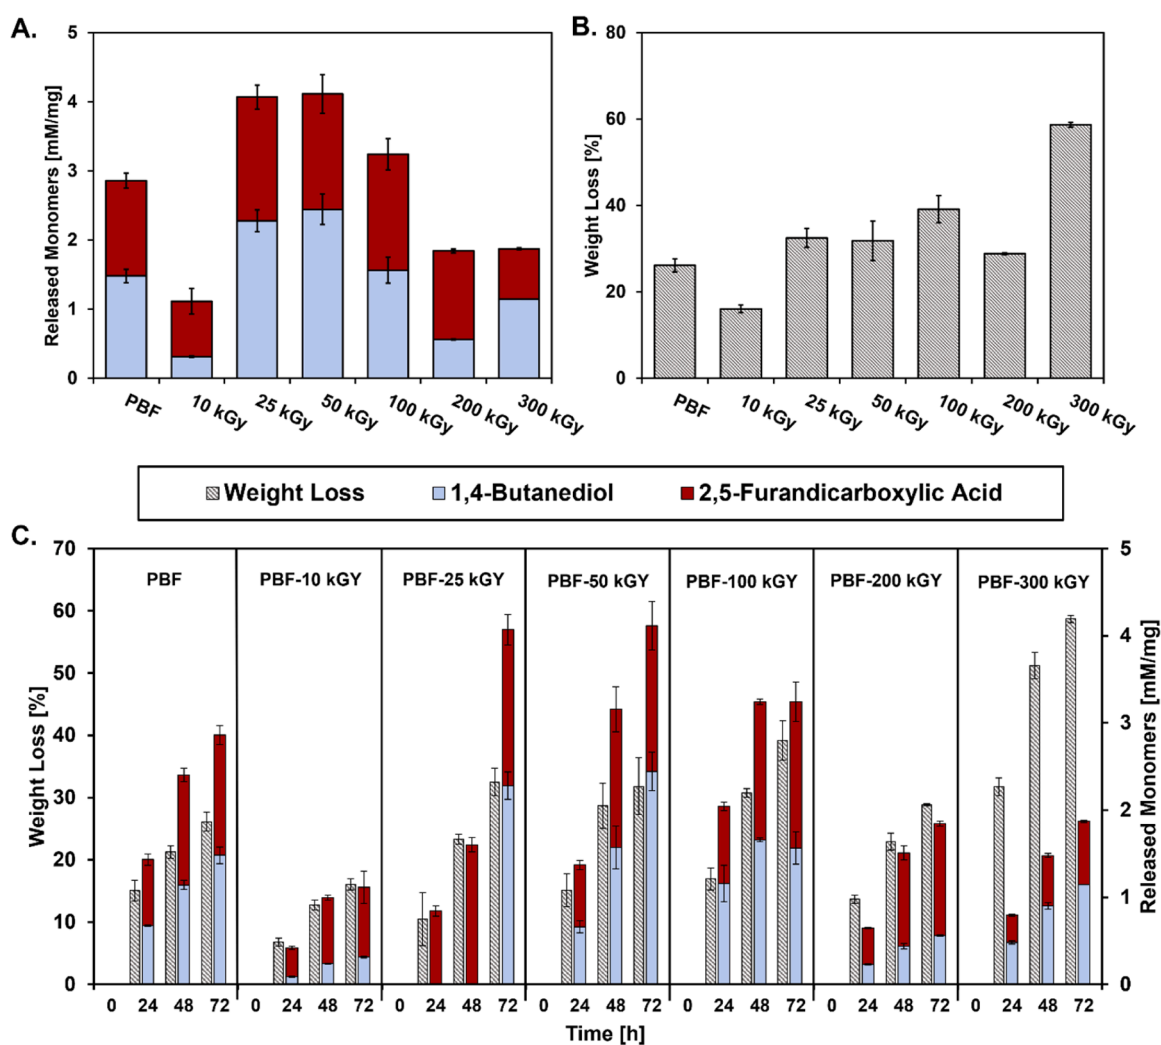 A.
5
4
3
2
1
0
Released Monomers [mM/mg]
PBF
10 kGy
25 kGy
50 kGy
100 kGy
200 kGy
300 kGy
B.
80
60
40
20
0
Weight Loss [%]
PBF
10 kGy
25 kGy
50 kGy
100 kGy
200 kGy
300 kGy
Weight Loss
1,4-Butanediol
2,5-Furandicarboxylic Acid
C.
70
60
50
40
30
20
10
0
Weight Loss [%]
PBF
PBF-10 kGY
PBF-25 kGY
PBF-50 kGY
PBF-100 kGY
PBF-200 kGY
PBF-300 kGY
5
4
3
2
1
0
Released Monomers [mM/mg]
0 24 48 72 0 24 48 72 0 24 48 72 0 24 48 72 0 24 48 72 0 24 48 72 0 24 48 72
Time [h]